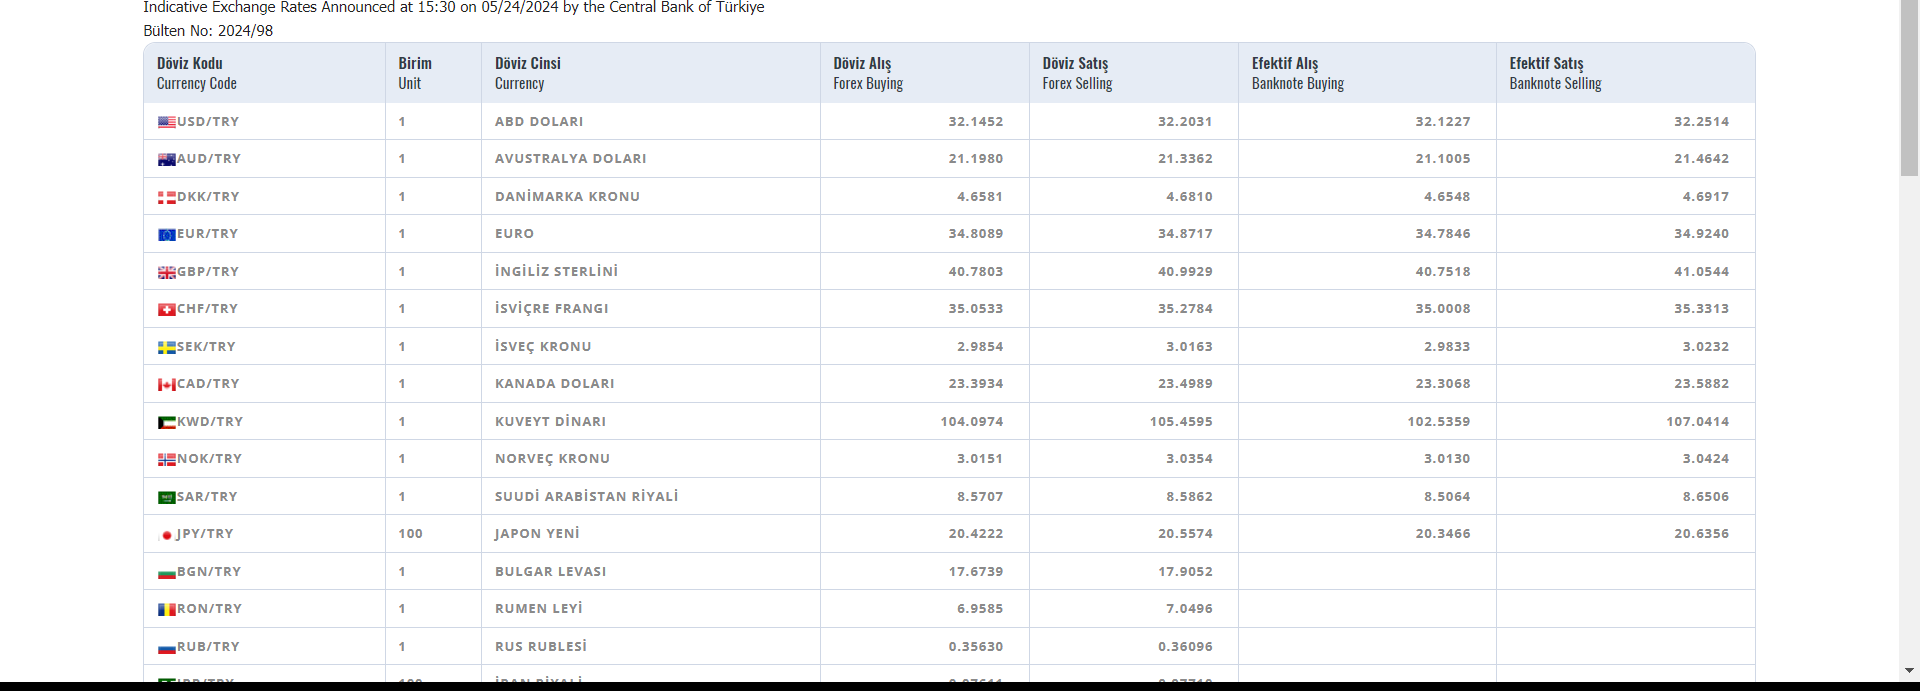 Indicative Exchange Rates Announced at 15:30 on 05/24/2024 by the Central Bank of Türkiye
Bülten No: 2024/98
Döviz Kodu Birim Döviz Cinsi Döviz Alış Döviz Satış Efektif Alış Efektif Satış
Currency Code Unit Currency Forex Buying Forex Selling Banknote Buying Banknote Selling
USD/TRY 1 ABD DOLARI 32.1452 32.2031 32.1227 32.2514
AUD/TRY 1 AVUSTRALYA DOLARI 21.1980 21.3362 21.1005 21.4642
DKK/TRY 1 DANİMARKA KRONU 4.6581 4.6810 4.6548 4.6917
EUR/TRY 1 EURO 34.8089 34.8717 34.7846 34.9240
GBP/TRY 1 İNGİLİZ STERLİNİ 40.7803 40.9929 40.7518 41.0544
CHF/TRY 1 İSVİÇRE FRANGI 35.0533 35.2784 35.0008 35.3313
SEK/TRY 1 İSVEÇ KRONU 2.9854 3.0163 2.9833 3.0232
CAD/TRY 1 KANADA DOLARI 23.3934 23.4989 23.3068 23.5882
KWD/TRY 1 KUVEYT DİNARI 104.0974 105.4595 102.5359 107.0414
NOK/TRY 1 NORVEÇ KRONU 3.0151 3.0354 3.0130 3.0424
SAR/TRY 1 SUUDİ ARABİSTAN RİYALİ 8.5707 8.5862 8.5064 8.6506
JPY/TRY 100 JAPON YENİ 20.4222 20.5574 20.3466 20.6356
BGN/TRY 1 BULGAR LEVASI 17.6739 17.9052
RON/TRY 1 RUMEN LEYİ 6.9585 7.0496
RUB/TRY 1 RUS RUBLESİ 0.35630 0.36096